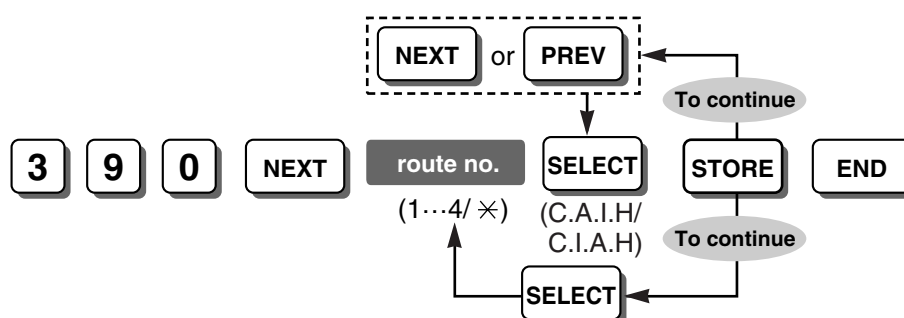 NEXT or PREV
To continue
3 9 0 NEXT route no. SELECT STORE END
(1···4/ ✳) (C.A.I.H/
C.I.A.H)
To continue
SELECT